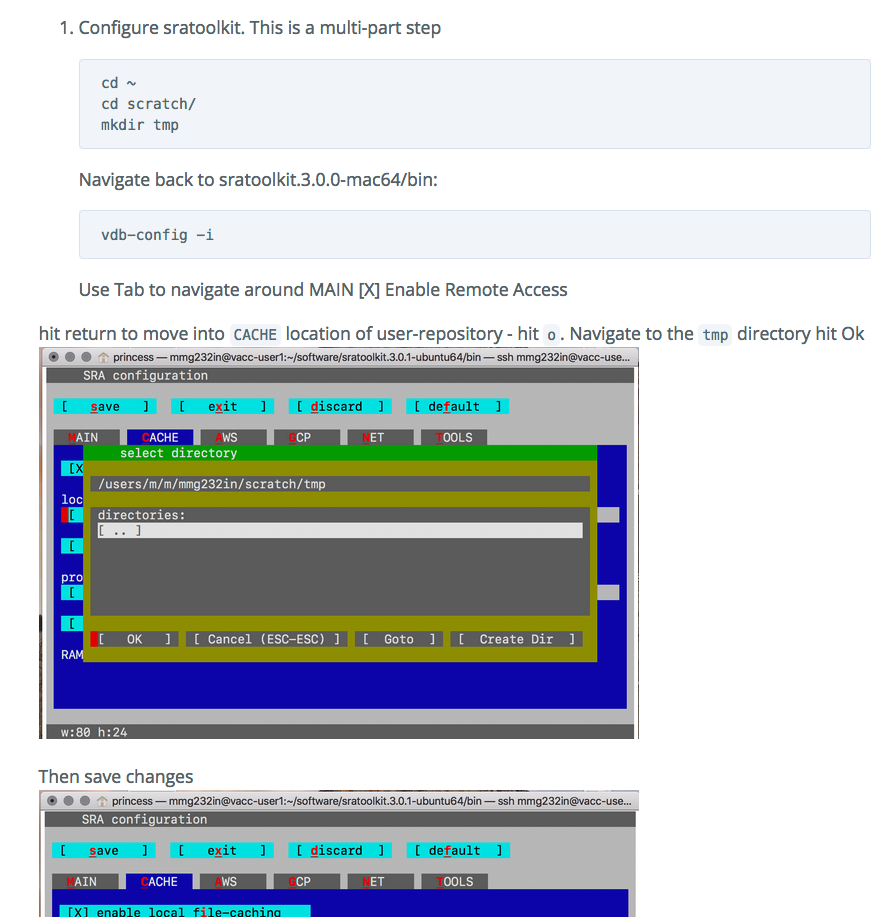 1. Configure sratoolkit. This is a multi-part step
cd ~
cd scratch/
mkdir tmp
Navigate back to sratoolkit.3.0.0-mac64/bin:
vdb-config -i
Use Tab to navigate around MAIN [X] Enable Remote Access
hit return to move into CACHE location of user-repository - hit o . Navigate to the tmp directory hit Ok
princess — mmg232in@vacc-user1:~/software/sratoolkit.3.0.1-ubuntu64/bin — ssh mmg232in@vacc-use...
SRA configuration
[ save ] [ exit ] [ discard ] [ default ]
MAIN CACHE AWS GCP NET TOOLS
select directory
[X
/users/m/m/mmg232in/scratch/tmp
loc
directories:
[
[ .. ]
[
pro
[
[
[ OK ] [ Cancel (ESC-ESC) ] [ Goto ] [ Create Dir ]
RAM
w:80 h:24
Then save changes
princess — mmg232in@vacc-user1:~/software/sratoolkit.3.0.1-ubuntu64/bin — ssh mmg232in@vacc-use...
SRA configuration
[ save ] [ exit ] [ discard ] [ default ]
MAIN CACHE AWS GCP NET TOOLS
[X] enable local file-caching